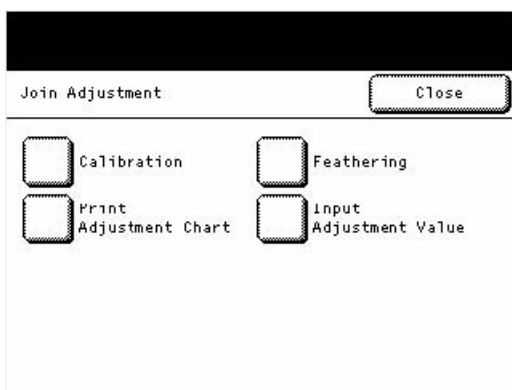 Join Adjustment
Close
Calibration
Feathering
Print
Adjustment Chart
Input
Adjustment Value